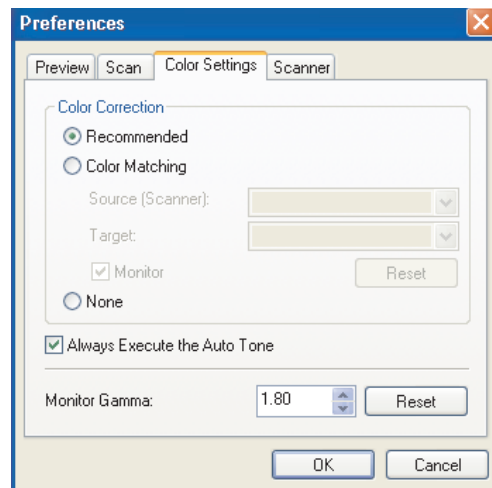 Preferences
Preview Scan Color Settings Scanner
Color Correction
Recommended
Color Matching
Source (Scanner):
Target:
Monitor Reset
None
Always Execute the Auto Tone
Monitor Gamma: 1.80 Reset
OK Cancel